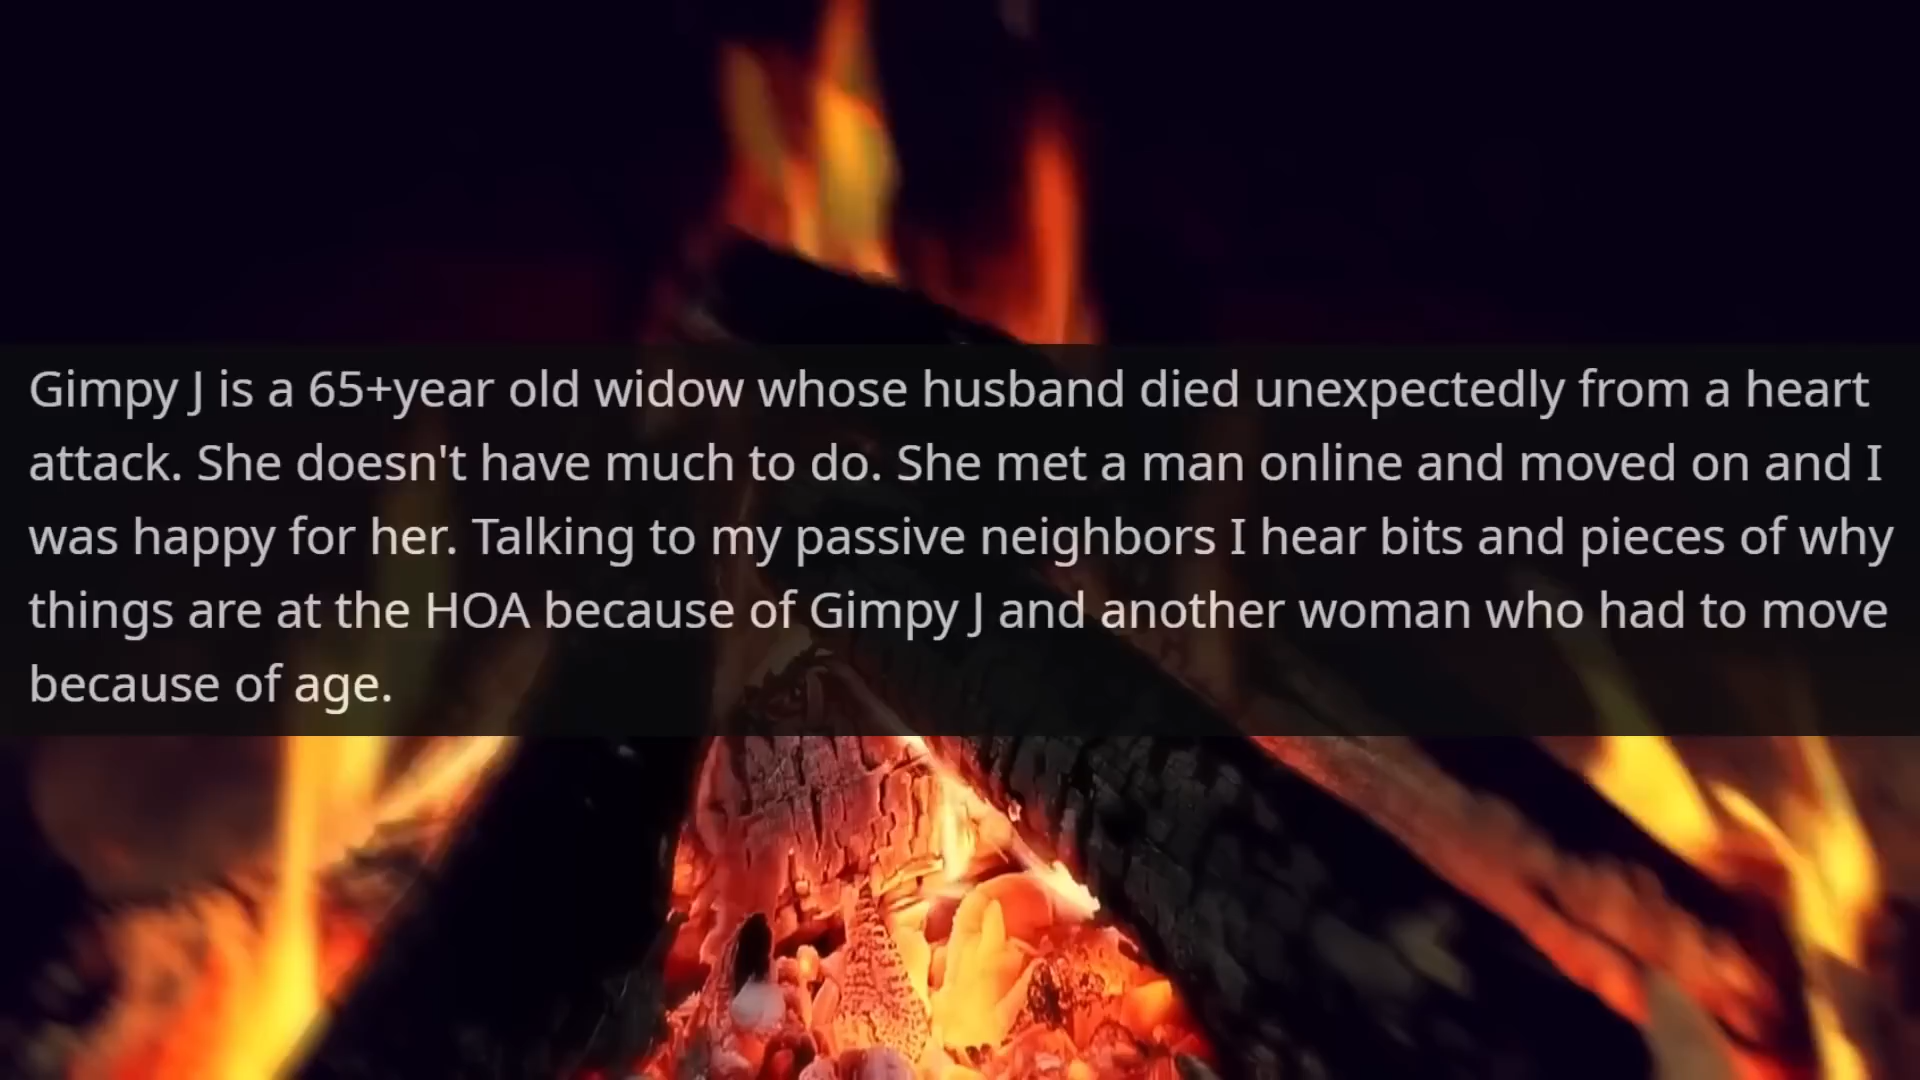 Gimpy J is a 65+year old widow whose husband died unexpectedly from a heart
attack. She doesn't have much to do. She met a man online and moved on and I
was happy for her. Talking to my passive neighbors I hear bits and pieces of why
things are at the HOA because of Gimpy J and another woman who had to move
because of age.